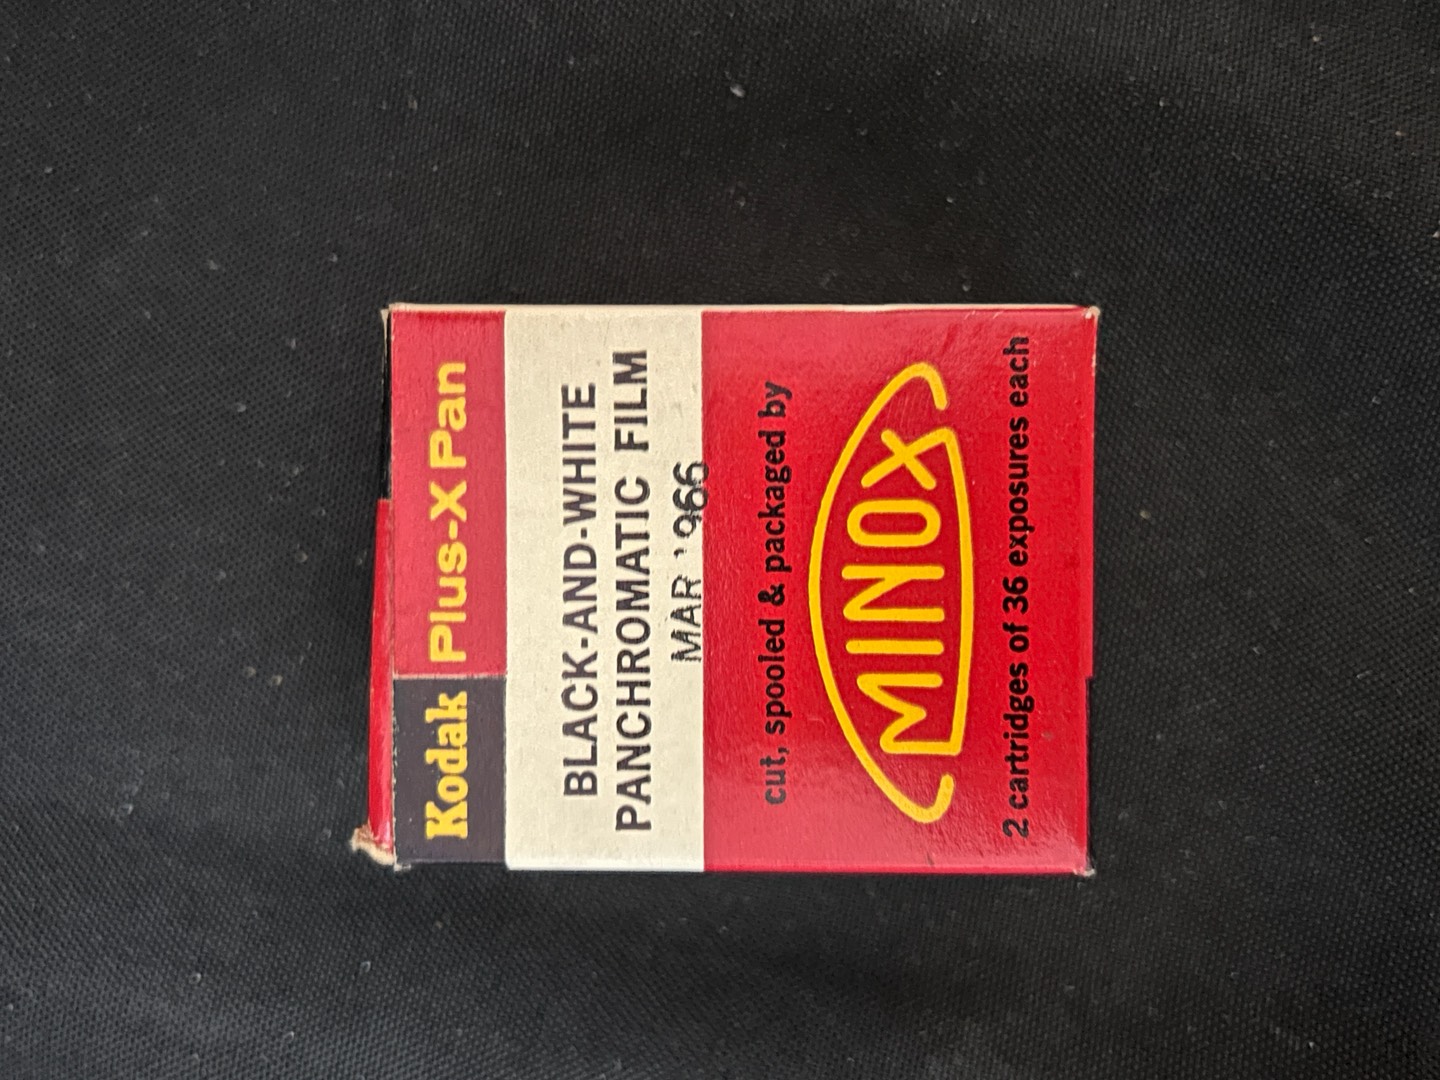 Kodak Plus-X Pan
BLACK-AND-WHITE
PANCHROMATIC FILM
MAR '966
cut, spooled & packaged by
MINOX
2 cartridges of 36 exposures each